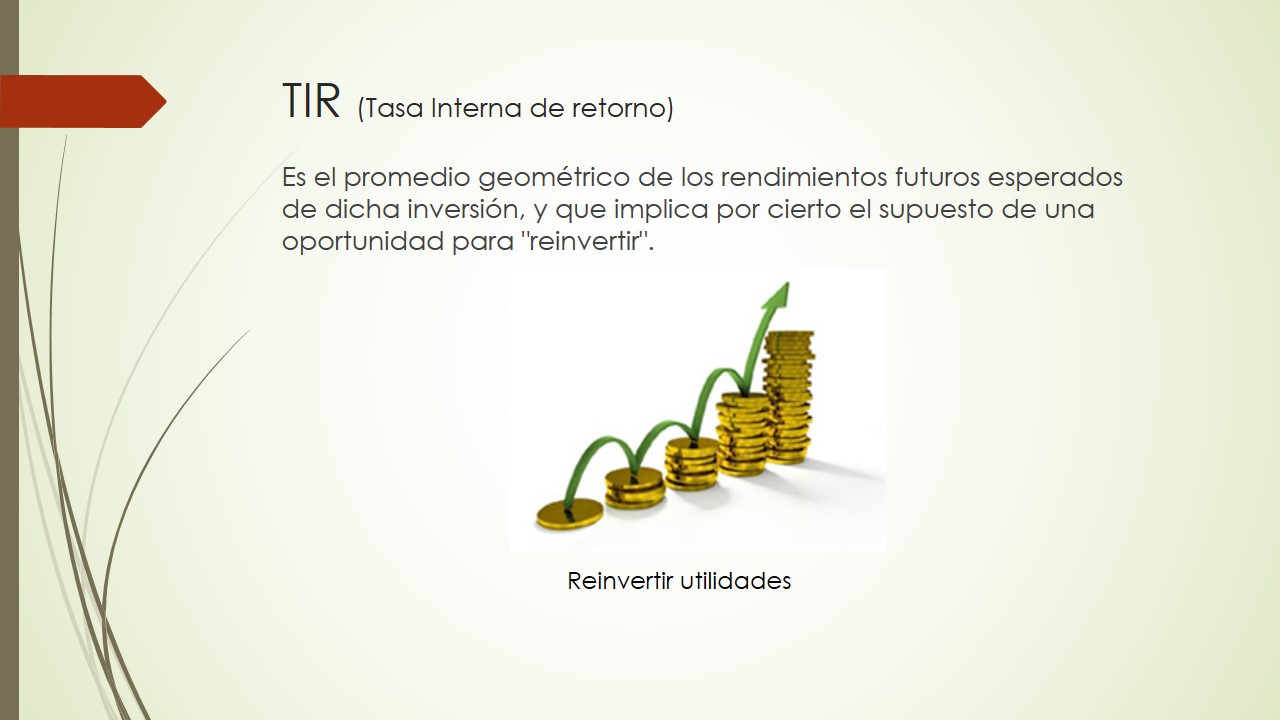 TIR (Tasa Interna de retorno)
Es el promedio geométrico de los rendimientos futuros esperados
de dicha inversión, y que implica por cierto el supuesto de una
oportunidad para "reinvertir".
Reinvertir utilidades